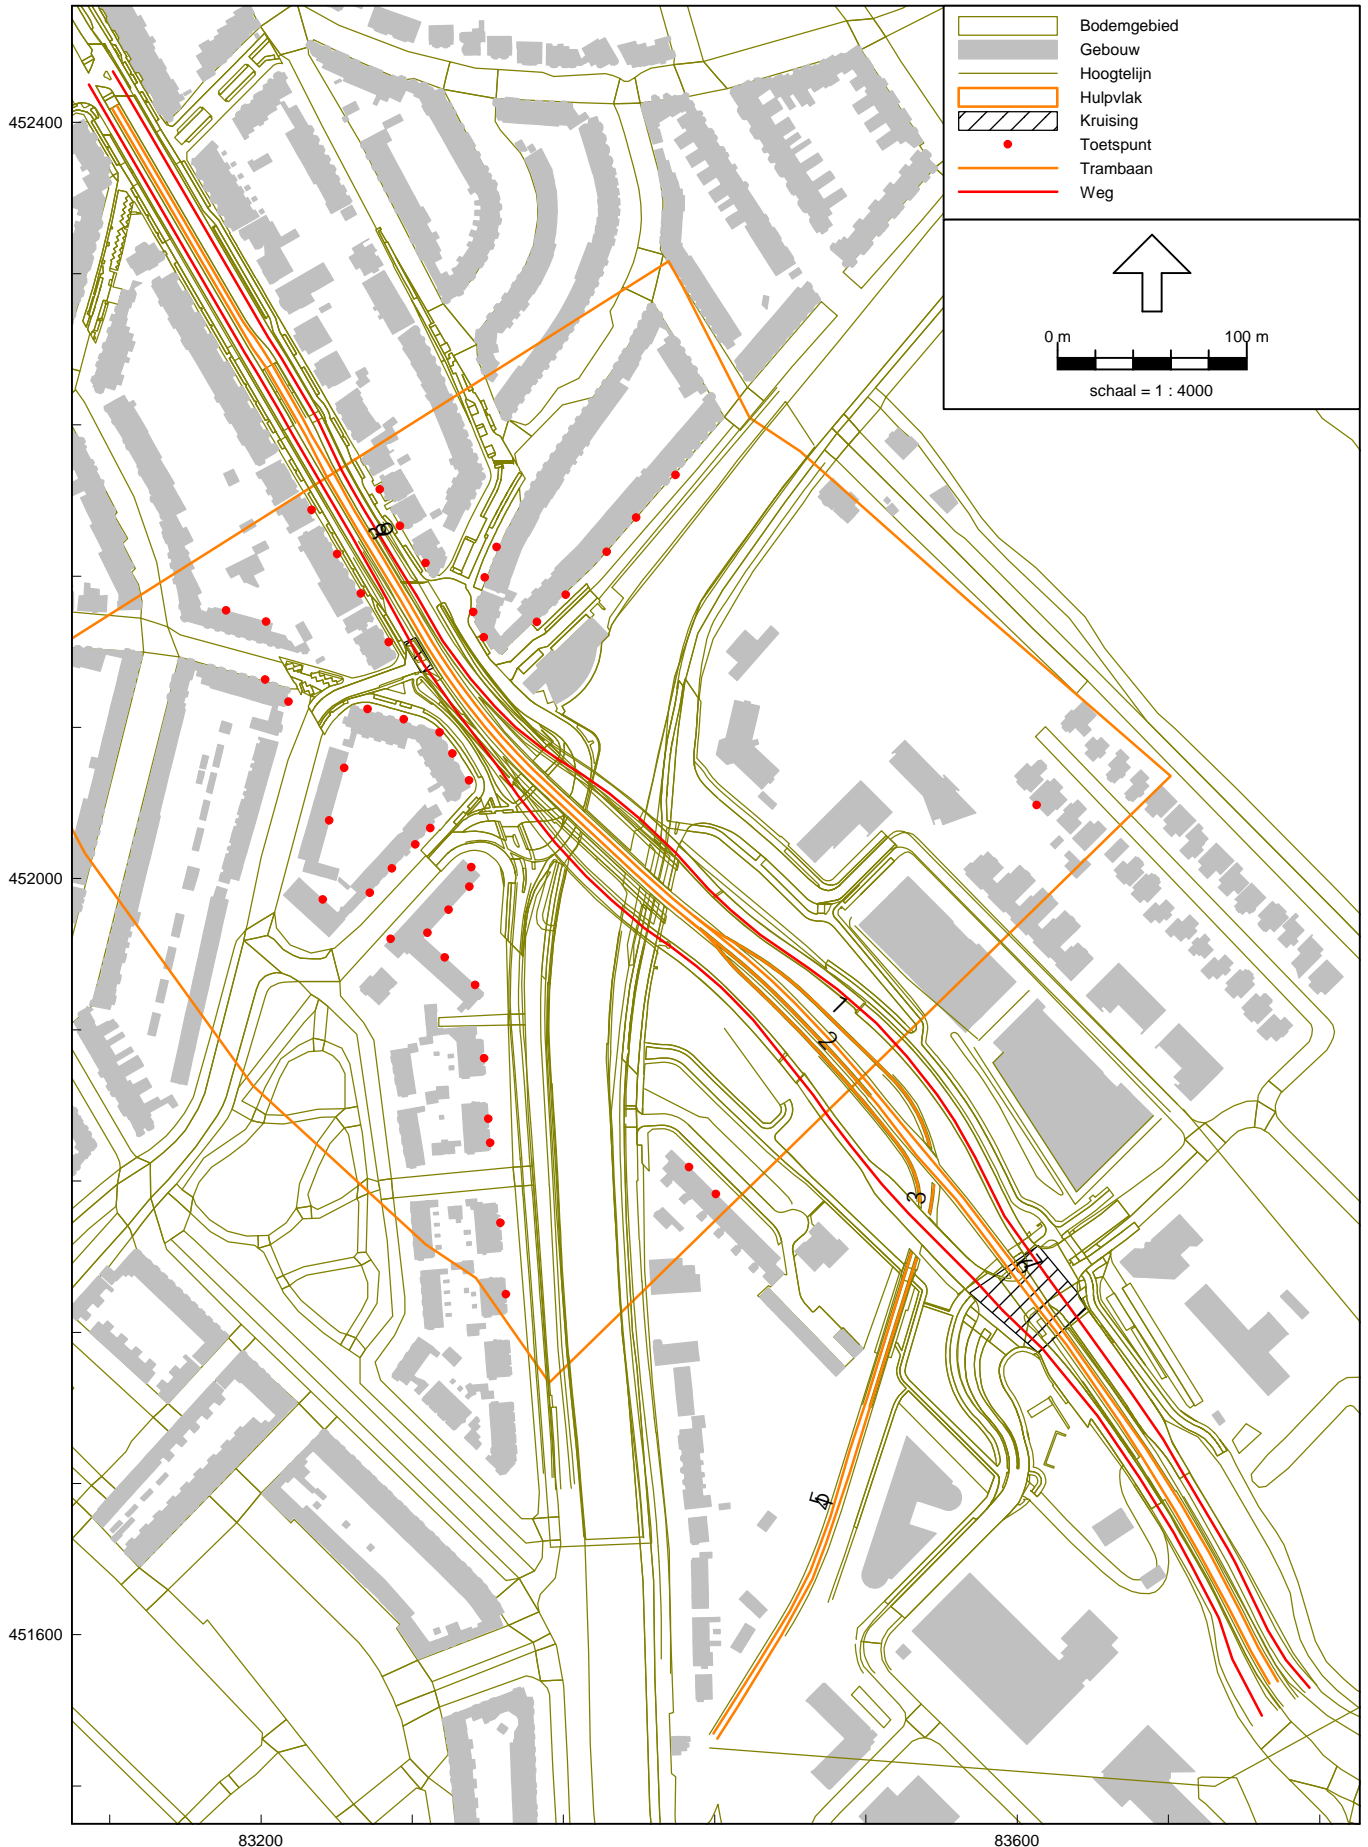 Bodemgebied
Gebouw
Hoogtelijn
Hulpvlak
Kruising
Toetspunt
Trambaan
Weg
0 m 100 m
schaal = 1 : 4000
452400
452000
451600
83200 83600
1
2
3